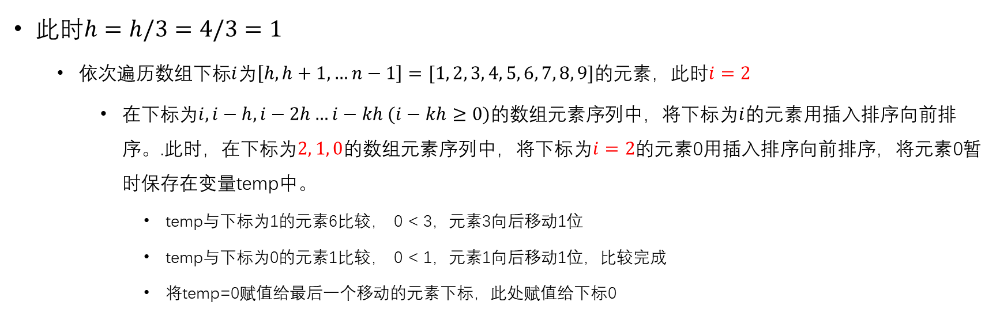 • 此时h = h/3 = 4/3 = 1
• 依次遍历数组下标i为[h, h + 1, … n − 1] = [1, 2, 3, 4, 5, 6, 7, 8, 9]的元素，此时i = 2
• 在下标为i, i − h, i − 2h … i − kh (i − kh ≥ 0)的数组元素序列中，将下标为i的元素用插入排序向前排
序。.此时，在下标为2, 1, 0的数组元素序列中，将下标为i = 2的元素0用插入排序向前排序，将元素0暂
时保存在变量temp中。
• temp与下标为1的元素6比较， 0 < 3，元素3向后移动1位
• temp与下标为0的元素1比较， 0 < 1，元素1向后移动1位，比较完成
• 将temp=0赋值给最后一个移动的元素下标，此处赋值给下标0